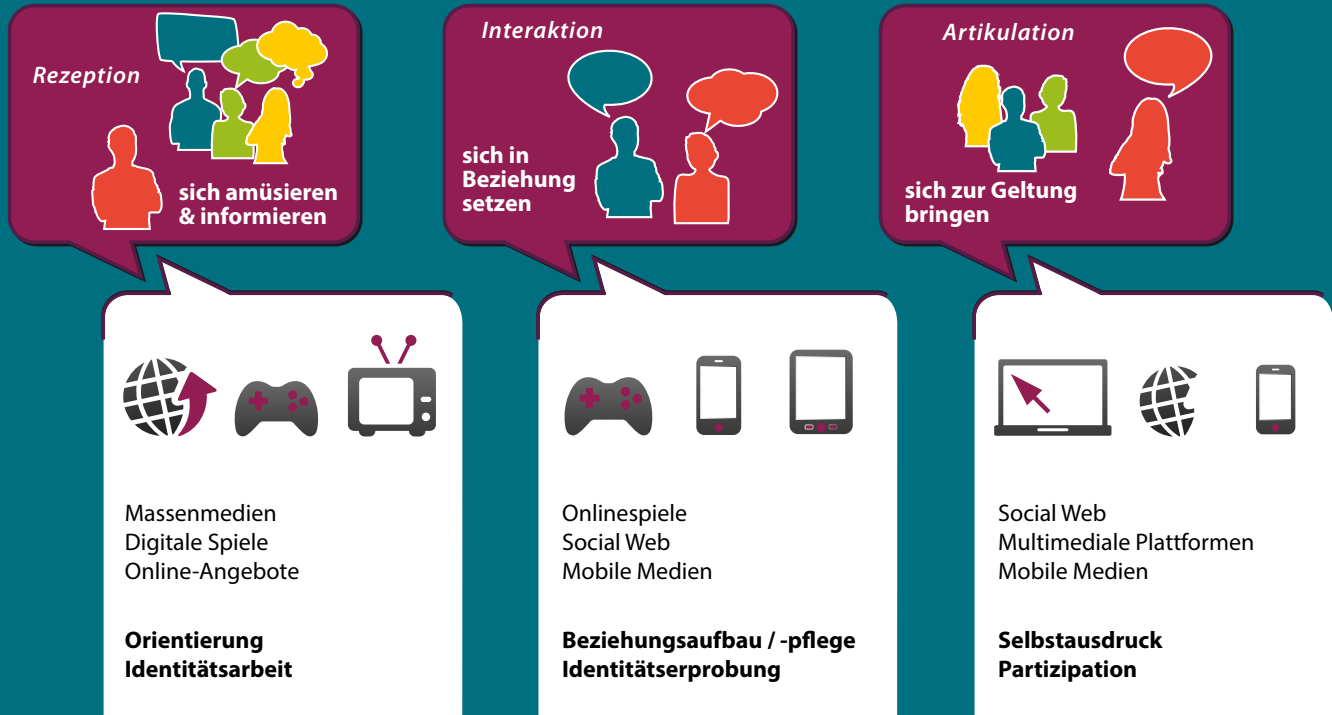 Rezeption
sich amüsieren
& informieren
Massenmedien
Digitale Spiele
Online-Angebote
Orientierung
Identitätsarbeit
Interaktion
sich in
Beziehung
setzen
Onlinespiele
Social Web
Mobile Medien
Beziehungsaufbau / -pflege
Identitätserprobung
Artikulation
sich zur Geltung
bringen
Social Web
Multimediale Plattformen
Mobile Medien
Selbstausdruck
Partizipation